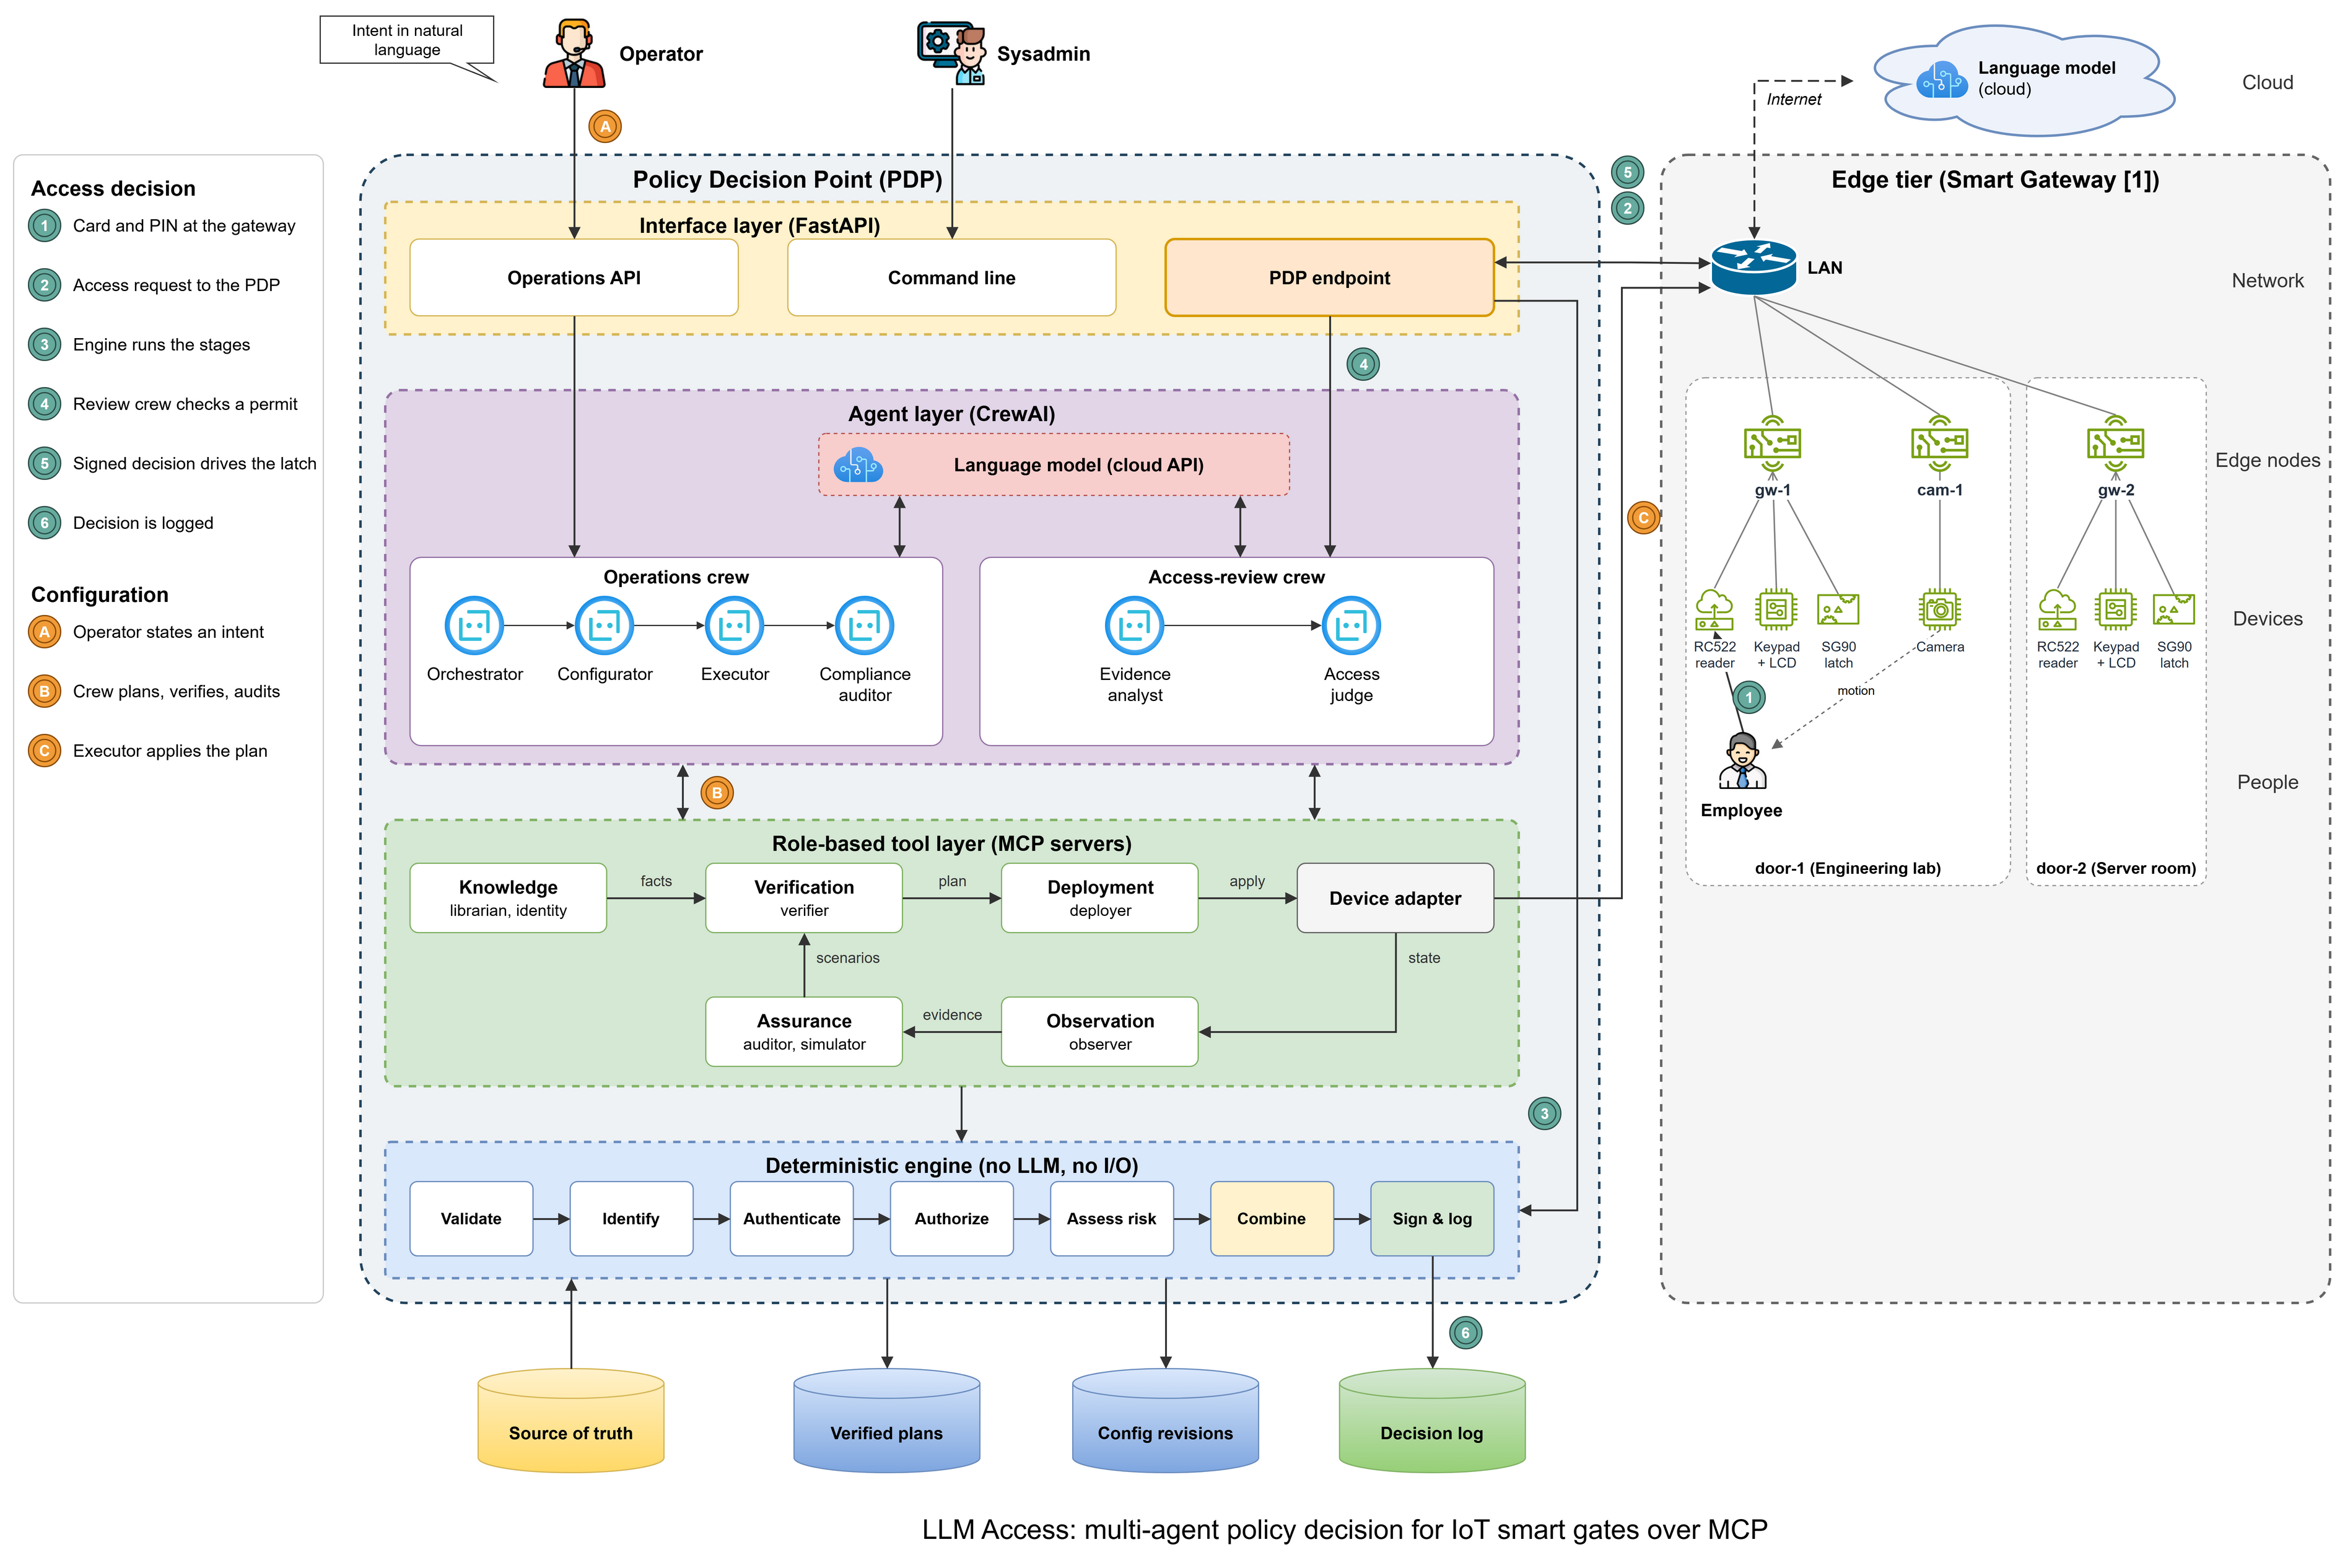 Intent in natural
language
Operator
Sysadmin
Language model
(cloud)
Internet
Cloud
A
Access decision
1 Card and PIN at the gateway
2 Access request to the PDP
3 Engine runs the stages
4 Review crew checks a permit
5 Signed decision drives the latch
6 Decision is logged
Configuration
A Operator states an intent
B Crew plans, verifies, audits
C Executor applies the plan
Policy Decision Point (PDP)
Interface layer (FastAPI)
Operations API
Command line
PDP endpoint
5
2
4
Agent layer (CrewAI)
Language model (cloud API)
Operations crew
Orchestrator
Configurator
Executor
Compliance
auditor
Access-review crew
Evidence
analyst
Access
judge
B
Role-based tool layer (MCP servers)
Knowledge
librarian, identity
facts
Verification
verifier
plan
Deployment
deployer
apply
Device adapter
scenarios
state
Assurance
auditor, simulator
evidence
Observation
observer
3
Deterministic engine (no LLM, no I/O)
Validate
Identify
Authenticate
Authorize
Assess risk
Combine
Sign & log
6
Source of truth
Verified plans
Config revisions
Decision log
Edge tier (Smart Gateway [1])
LAN
Network
C
gw-1
cam-1
gw-2
Edge nodes
RC522
reader
Keypad
+ LCD
SG90
latch
Camera
RC522
reader
Keypad
+ LCD
SG90
latch
Devices
1
motion
Employee
People
door-1 (Engineering lab)
door-2 (Server room)
LLM Access: multi-agent policy decision for IoT smart gates over MCP